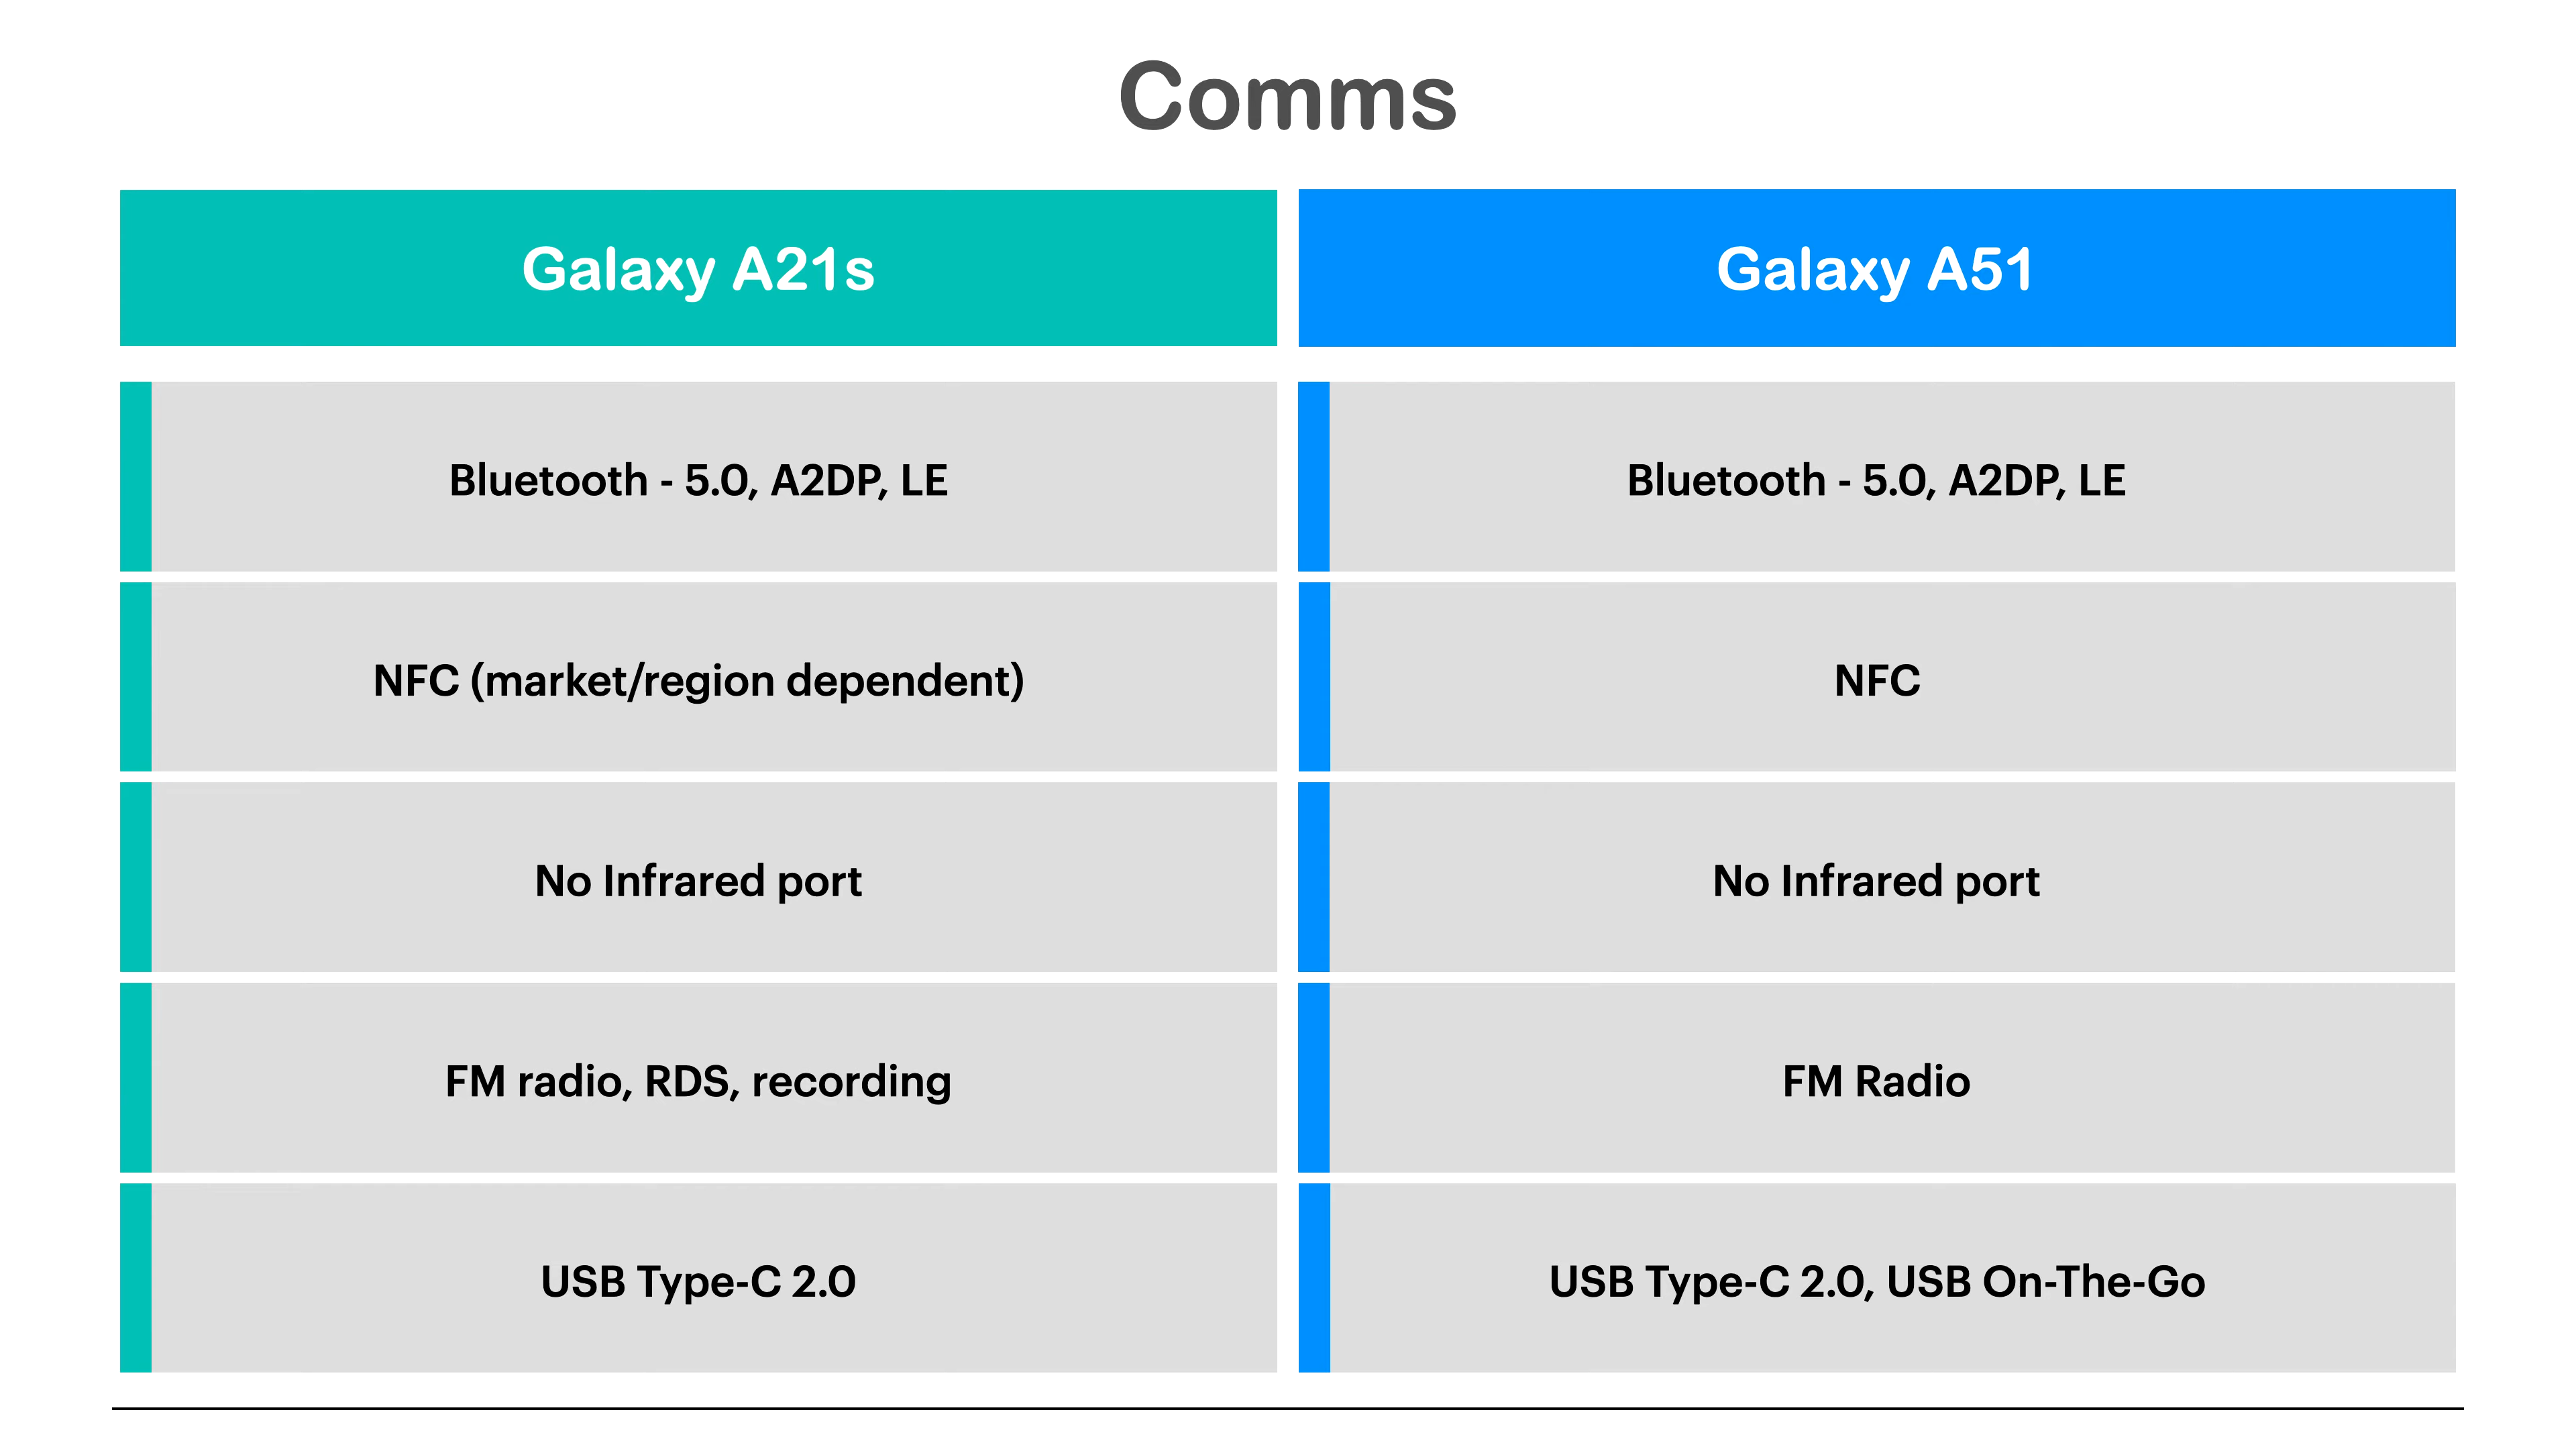 Comms
Galaxy A21s
Galaxy A51
Bluetooth - 5.0, A2DP, LE
Bluetooth - 5.0, A2DP, LE
NFC (market/region dependent)
NFC
No Infrared port
No Infrared port
FM radio, RDS, recording
FM Radio
USB Type-C 2.0
USB Type-C 2.0, USB On-The-Go